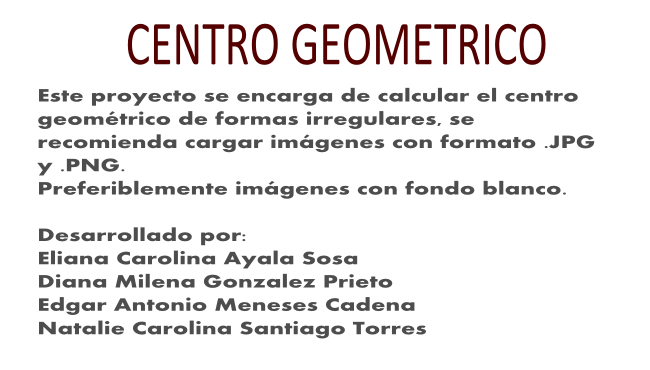 CENTRO GEOMETRICO
Este proyecto se encarga de calcular el centro
geométrico de formas irregulares, se
recomienda cargar imágenes con formato .JPG
y .PNG.
Preferiblemente imágenes con fondo blanco.
Desarrollado por:
Eliana Carolina Ayala Sosa
Diana Milena Gonzalez Prieto
Edgar Antonio Meneses Cadena
Natalie Carolina Santiago Torres